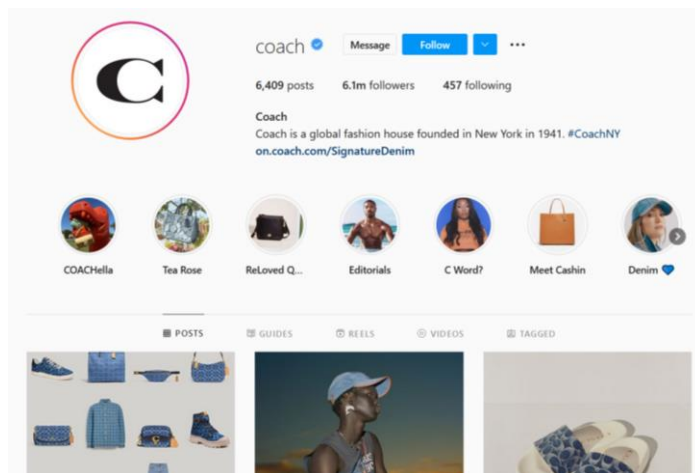 coach Message Follow
6,409 posts 6.1m followers 457 following
Coach
Coach is a global fashion house founded in New York in 1941. #CoachNY
on.coach.com/SignatureDenim
COACHella Tea Rose ReLoved Q... Editorials C Word? Meet Cashin Denim 💙
POSTS GUIDES REELS VIDEOS TAGGED